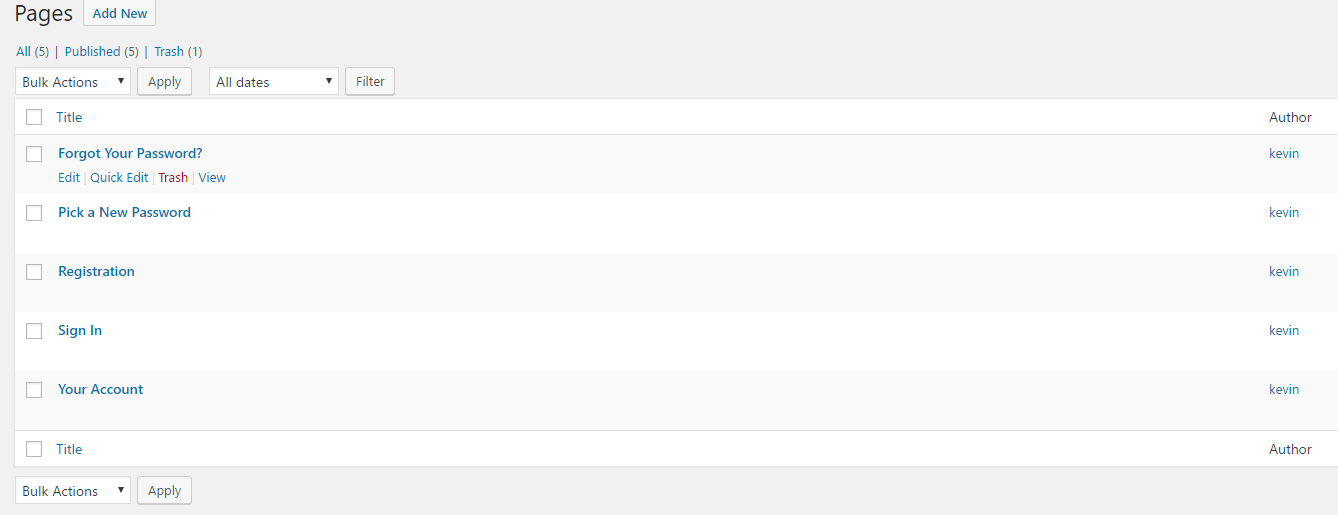 Pages Add New
All (5) | Published (5) | Trash (1)
Bulk Actions Apply All dates Filter
Title Author
Forgot Your Password? kevin
Edit | Quick Edit | Trash | View
Pick a New Password kevin
Registration kevin
Sign In kevin
Your Account kevin
Title Author
Bulk Actions Apply